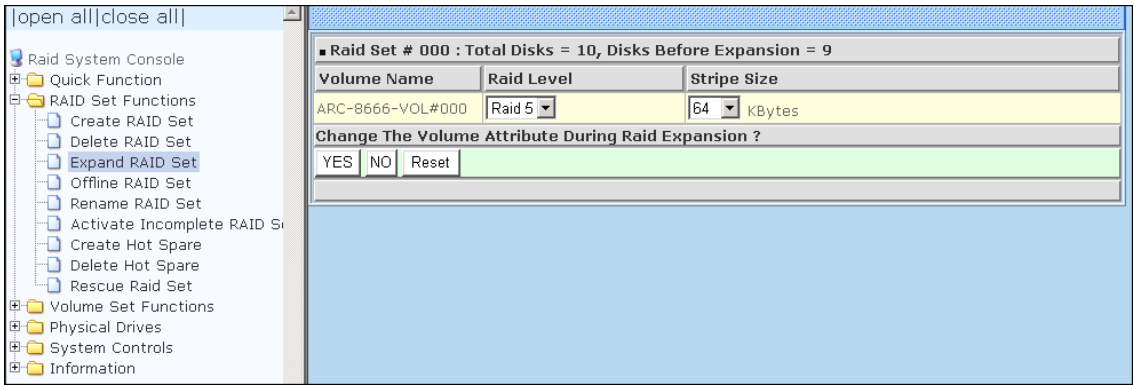 |open all|close all|
Raid System Console
Quick Function
RAID Set Functions
Create RAID Set
Delete RAID Set
Expand RAID Set
Offline RAID Set
Rename RAID Set
Activate Incomplete RAID S
Create Hot Spare
Delete Hot Spare
Rescue Raid Set
Volume Set Functions
Physical Drives
System Controls
Information
Raid Set # 000 : Total Disks = 10, Disks Before Expansion = 9
Volume Name Raid Level Stripe Size
ARC-8666-VOL#000 Raid 5 64 KBytes
Change The Volume Attribute During Raid Expansion ?
YES NO Reset